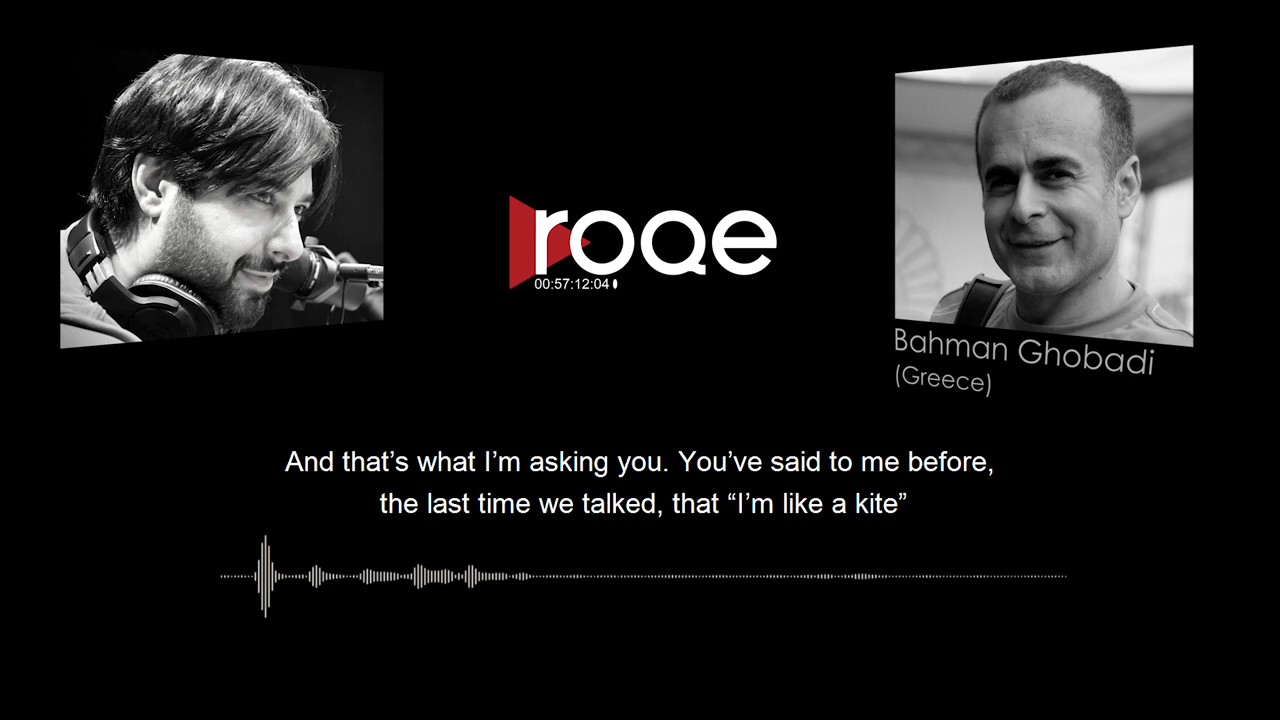 roqe
00:57:12:04
Bahman Ghobadi
(Greece)
And that’s what I’m asking you. You’ve said to me before,
the last time we talked, that “I’m like a kite”